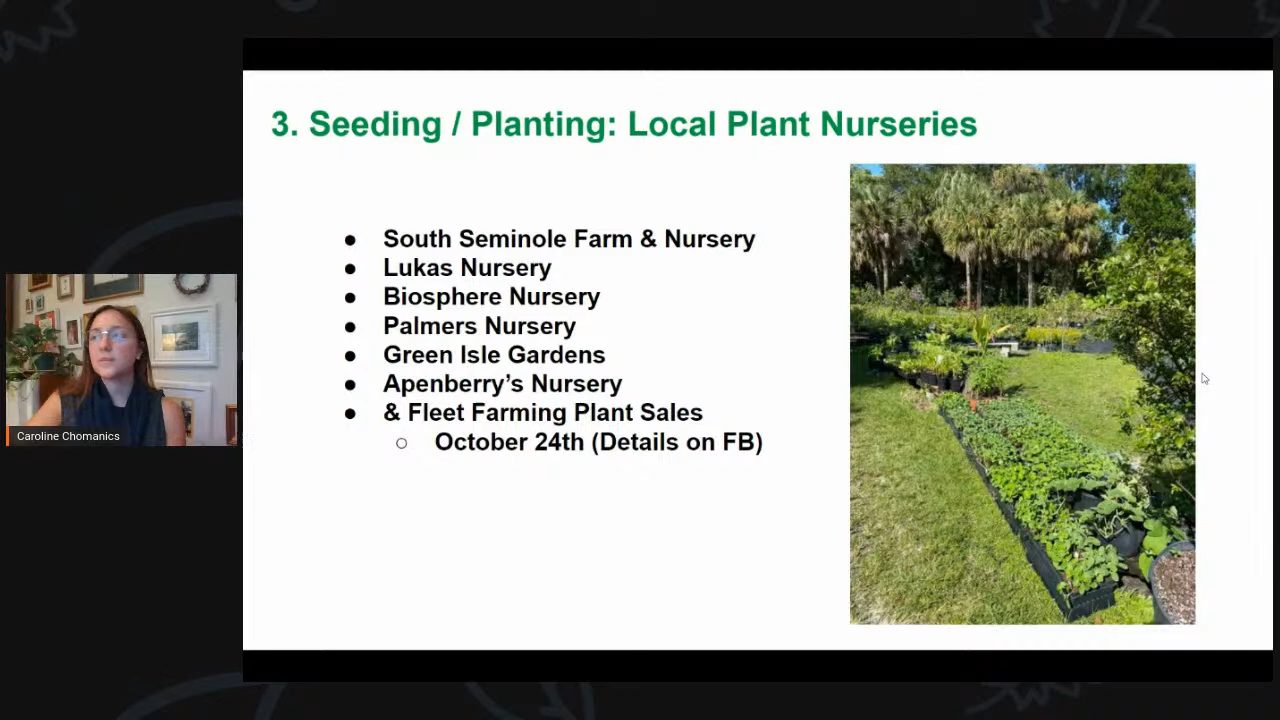 3. Seeding / Planting: Local Plant Nurseries
● South Seminole Farm & Nursery
● Lukas Nursery
● Biosphere Nursery
● Palmers Nursery
● Green Isle Gardens
● Apenberry’s Nursery
● & Fleet Farming Plant Sales
○ October 24th (Details on FB)
Caroline Chomanics